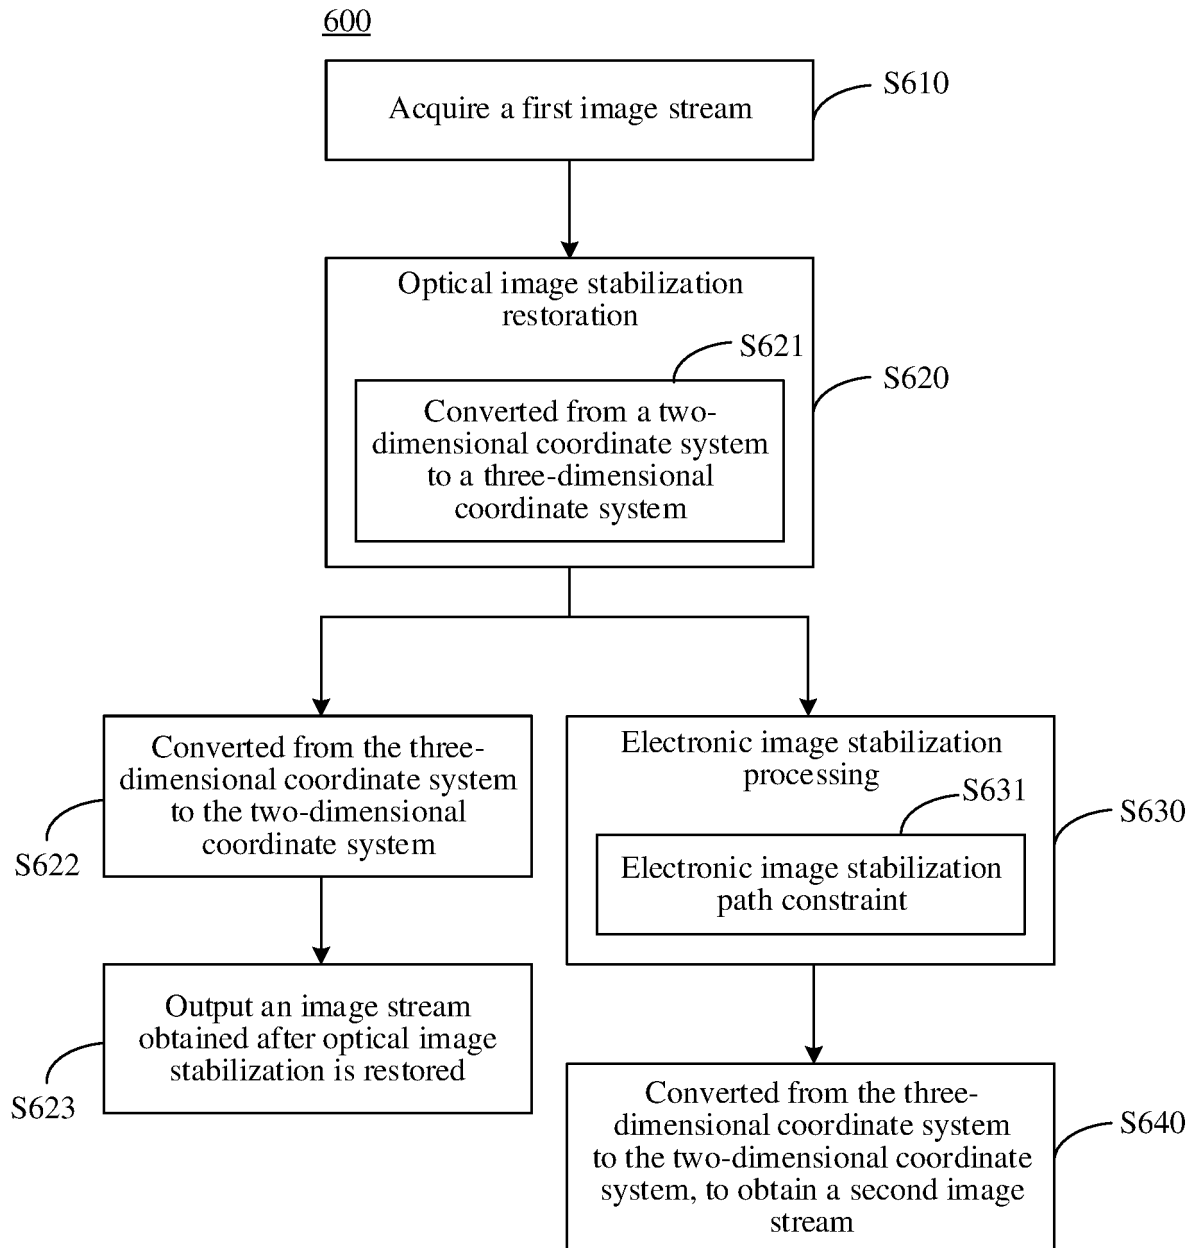 600
Acquire a first image stream
S610
Optical image stabilization
restoration
S621
S620
Converted from a two-
dimensional coordinate system
to a three-dimensional
coordinate system
Converted from the three-
dimensional coordinate system
to the two-dimensional
coordinate system
S622
Electronic image stabilization
processing
S631
S630
Electronic image stabilization
path constraint
Output an image stream
obtained after optical image
stabilization is restored
S623
Converted from the three-
dimensional coordinate system
to the two-dimensional coordinate
system, to obtain a second image
stream
S640